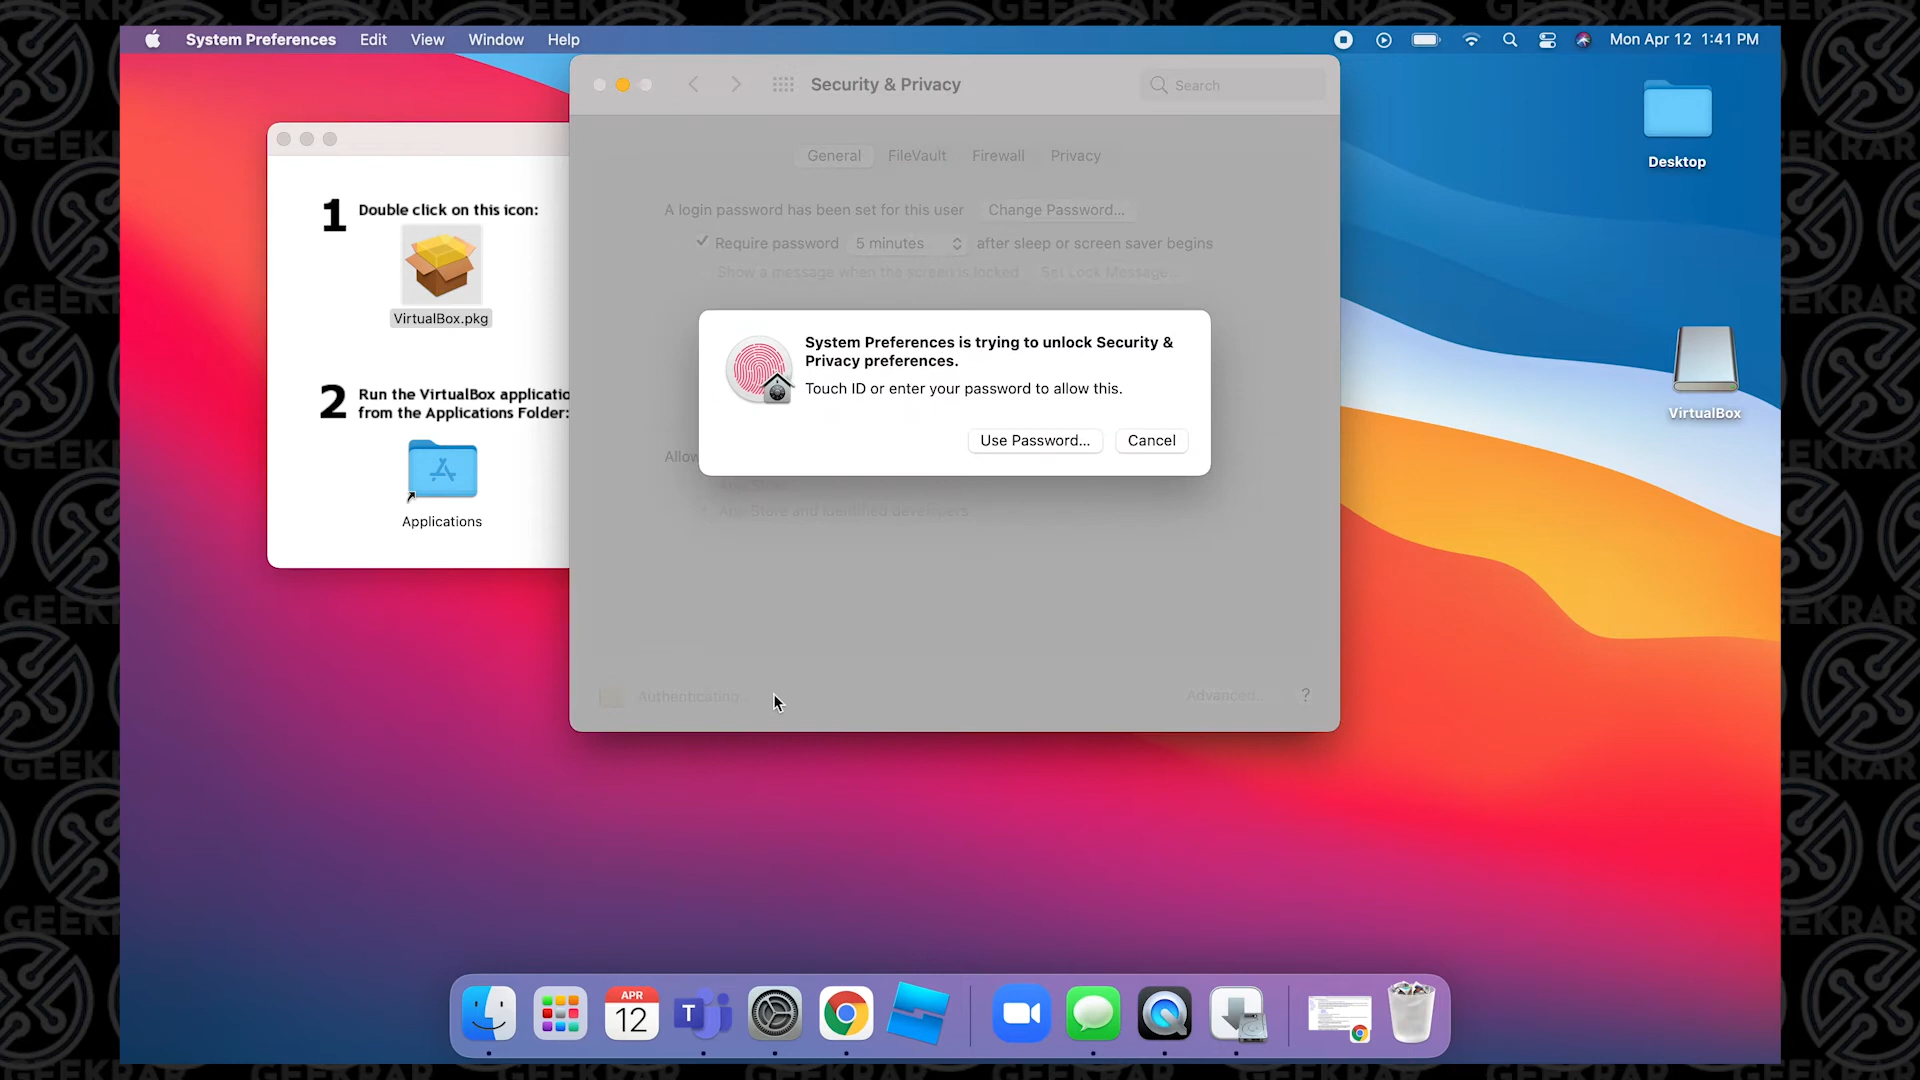 System Preferences Edit View Window Help
Mon Apr 12 1:41 PM
Security & Privacy
Search
General FileVault Firewall Privacy
A login password has been set for this user Change Password...
Require password 5 minutes after sleep or screen saver begins
Show a message when the screen is locked Set Lock Message...
System Preferences is trying to unlock Security &
Privacy preferences.
Touch ID or enter your password to allow this.
Use Password... Cancel
Allow
App Store
App Store and identified developers
Authenticating...
Advanced... ?
1 Double click on this icon:
VirtualBox.pkg
2 Run the VirtualBox applicatio
from the Applications Folder:
Applications
Desktop
VirtualBox
APR
12
T
GEEKRAR